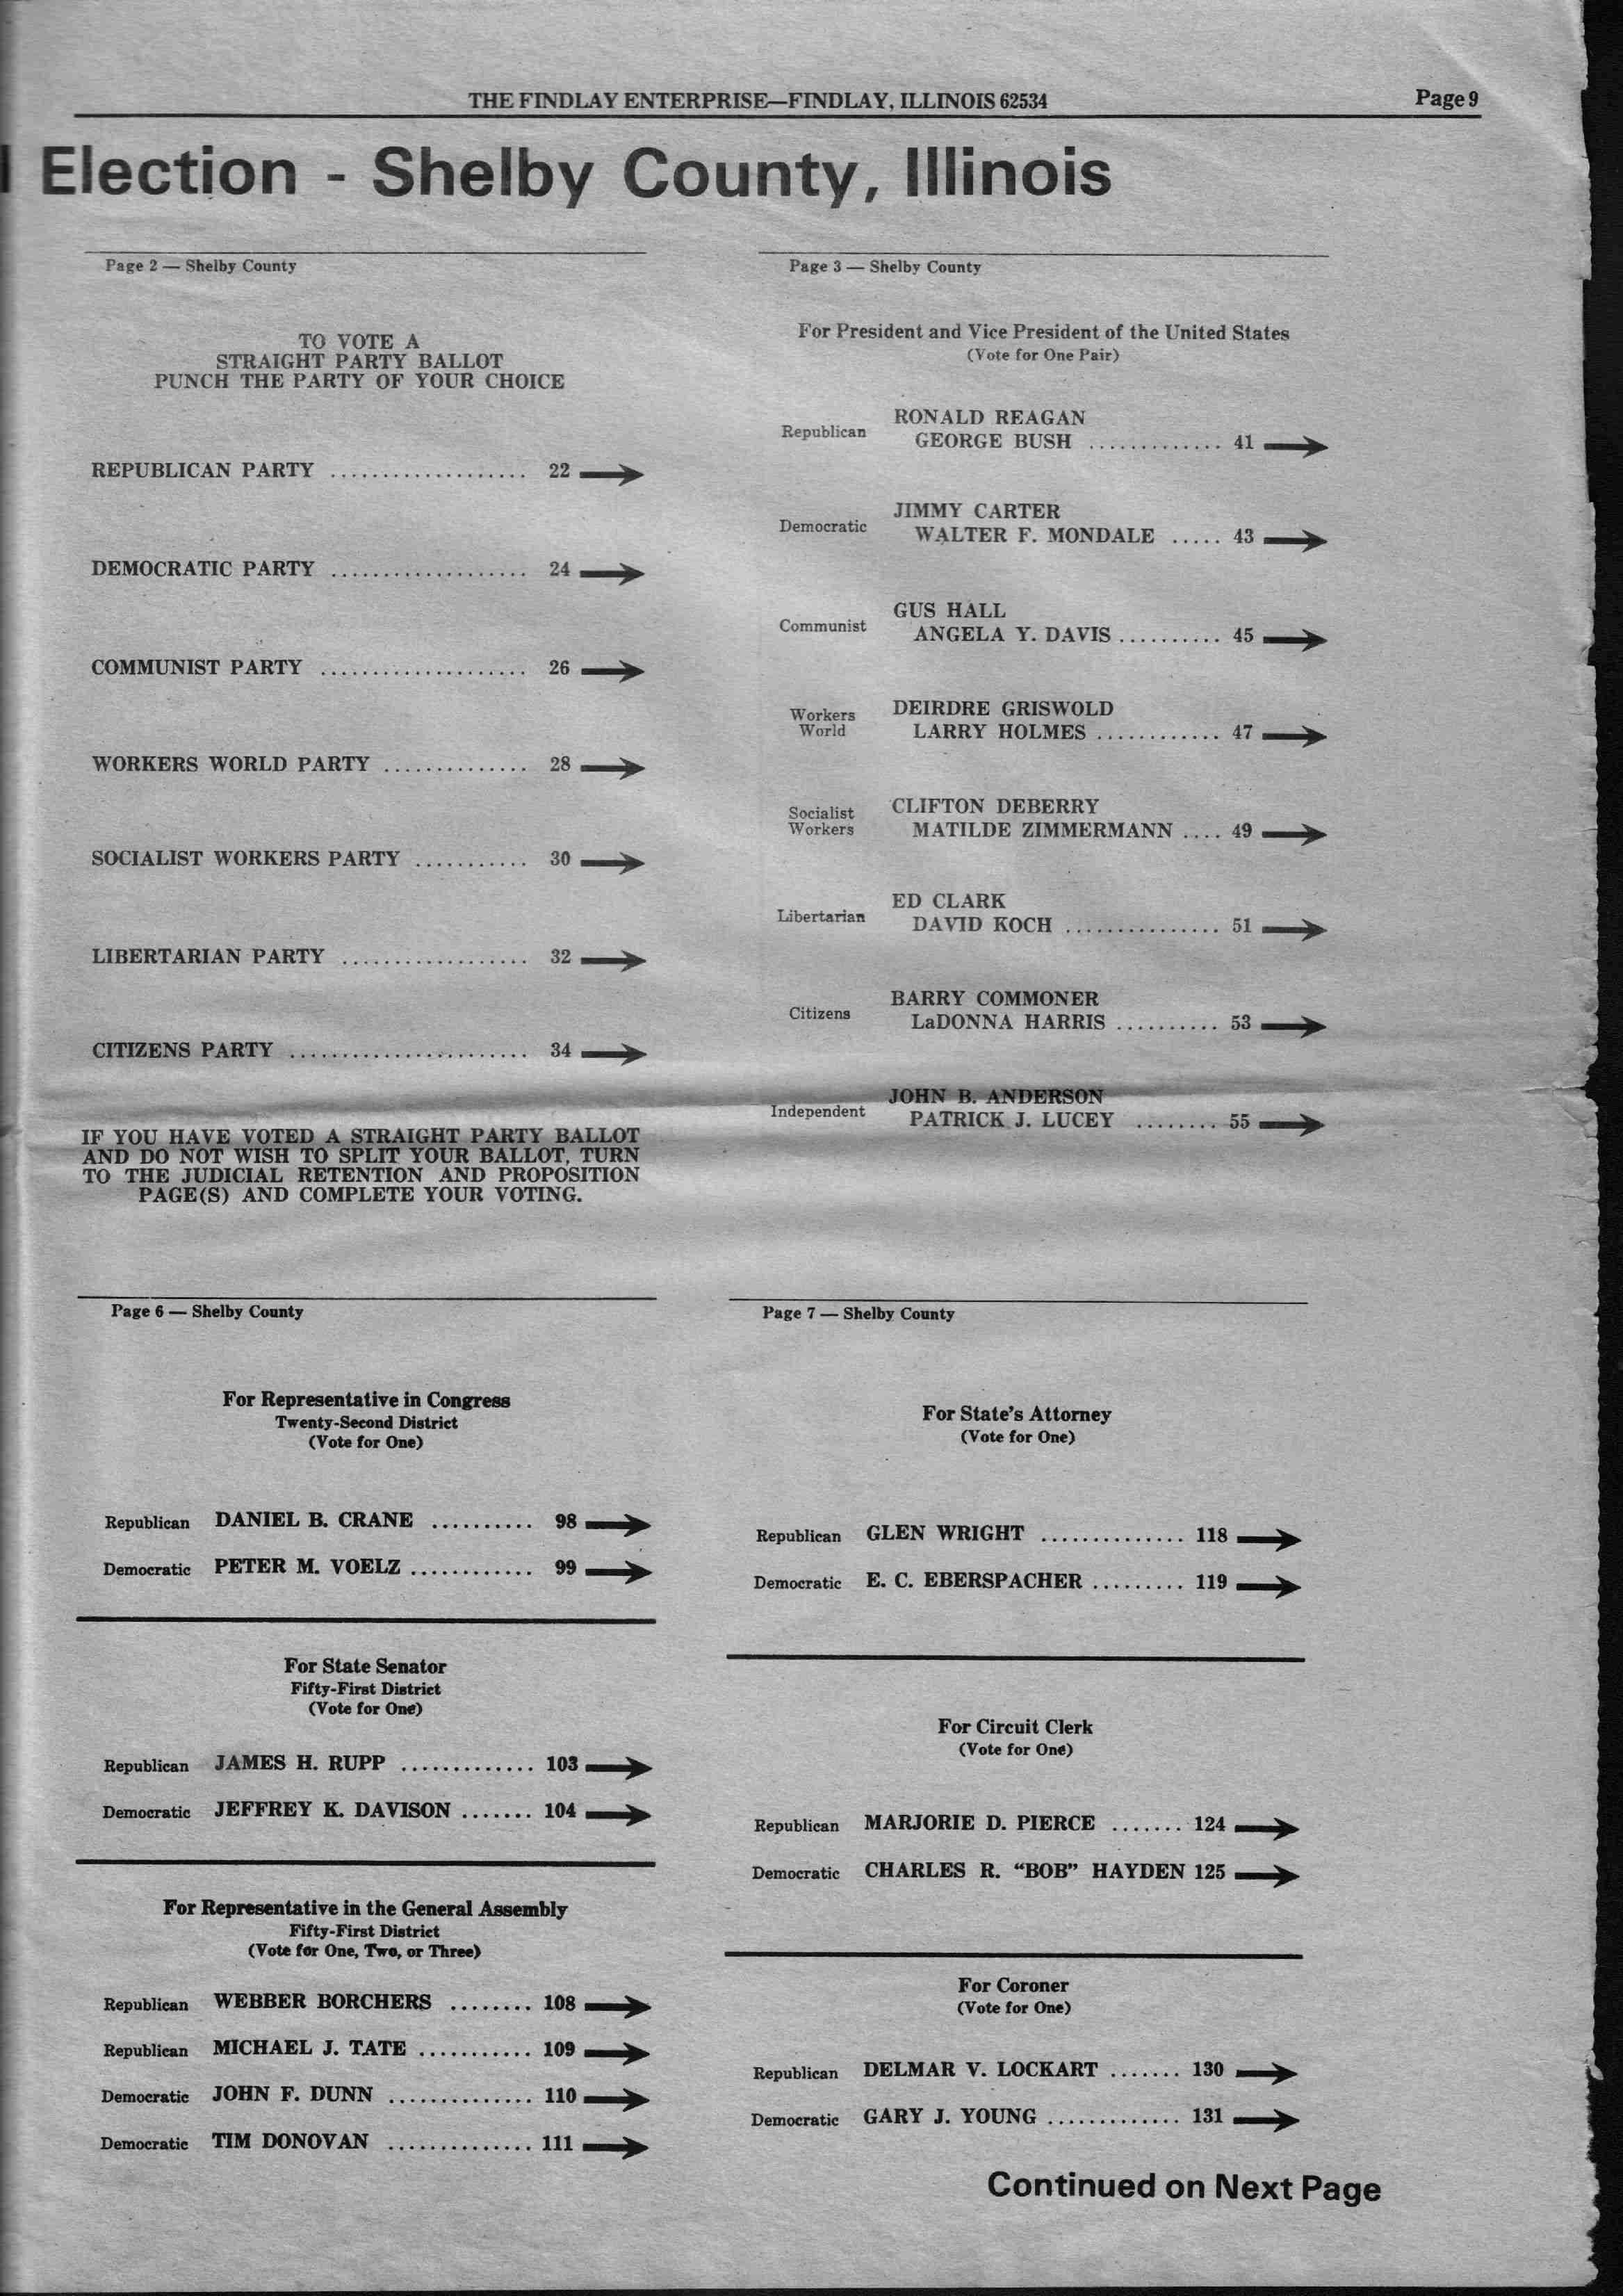 THE FINDLAY ENTERPRISE—FINDLAY, ILLINOIS 62534
Page 9
Election - Shelby County, Illinois
Page 2 — Shelby County
TO VOTE A
STRAIGHT PARTY BALLOT
PUNCH THE PARTY OF YOUR CHOICE
REPUBLICAN PARTY ................... 22
DEMOCRATIC PARTY ................... 24
COMMUNIST PARTY .................... 26
WORKERS WORLD PARTY .............. 28
SOCIALIST WORKERS PARTY ........... 30
LIBERTARIAN PARTY .................. 32
CITIZENS PARTY ....................... 34
IF YOU HAVE VOTED A STRAIGHT PARTY BALLOT
AND DO NOT WISH TO SPLIT YOUR BALLOT, TURN
TO THE JUDICIAL RETENTION AND PROPOSITION
PAGE(S) AND COMPLETE YOUR VOTING.
Page 3 — Shelby County
For President and Vice President of the United States
(Vote for One Pair)
RONALD REAGAN
Republican GEORGE BUSH ............. 41
JIMMY CARTER
Democratic WALTER F. MONDALE ..... 43
GUS HALL
Communist ANGELA Y. DAVIS .......... 45
DEIRDRE GRISWOLD
Workers
World LARRY HOLMES ............ 47
CLIFTON DEBERRY
Socialist
Workers MATILDE ZIMMERMANN .... 49
ED CLARK
Libertarian DAVID KOCH ............... 51
BARRY COMMONER
Citizens LaDONNA HARRIS .......... 53
JOHN B. ANDERSON
Independent PATRICK J. LUCEY ........ 55
Page 6 — Shelby County
For Representative in Congress
Twenty-Second District
(Vote for One)
Republican DANIEL B. CRANE .......... 98
Democratic PETER M. VOELZ ............ 99
For State Senator
Fifty-First District
(Vote for One)
Republican JAMES H. RUPP ............. 103
Democratic JEFFREY K. DAVISON ....... 104
For Representative in the General Assembly
Fifty-First District
(Vote for One, Two, or Three)
Republican WEBBER BORCHERS ........ 108
Republican MICHAEL J. TATE ........... 109
Democratic JOHN F. DUNN .............. 110
Democratic TIM DONOVAN .............. 111
Page 7 — Shelby County
For State's Attorney
(Vote for One)
Republican GLEN WRIGHT .............. 118
Democratic E. C. EBERSPACHER ......... 119
For Circuit Clerk
(Vote for One)
Republican MARJORIE D. PIERCE ....... 124
Democratic CHARLES R. “BOB” HAYDEN 125
For Coroner
(Vote for One)
Republican DELMAR V. LOCKART ....... 130
Democratic GARY J. YOUNG ............. 131
Continued on Next Page